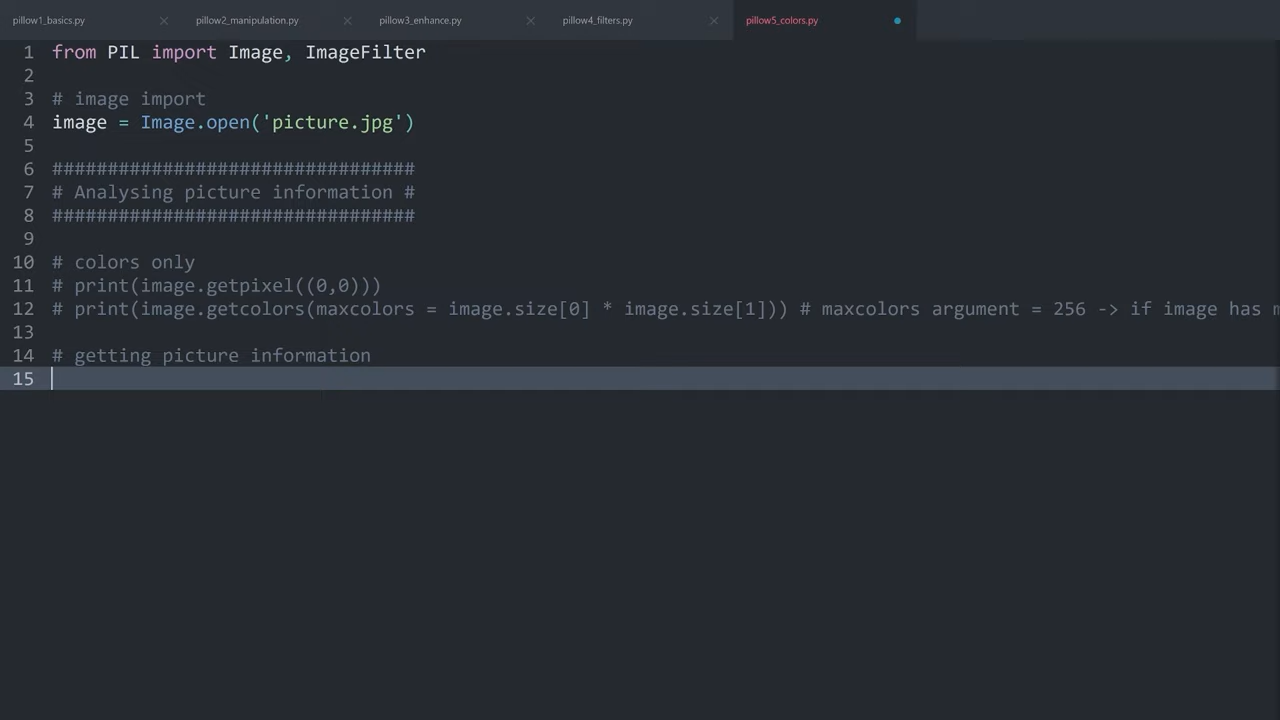 pillow1_basics.py pillow2_manipulation.py pillow3_enhance.py pillow4_filters.py pillow5_colors.py
1 from PIL import Image, ImageFilter
2
3 # image import
4 image = Image.open('picture.jpg')
5
6 #################################
7 # Analysing picture information #
8 #################################
9
10 # colors only
11 # print(image.getpixel((0,0)))
12 # print(image.getcolors(maxcolors = image.size[0] * image.size[1])) # maxcolors argument = 256 -> if image has m
13
14 # getting picture information
15